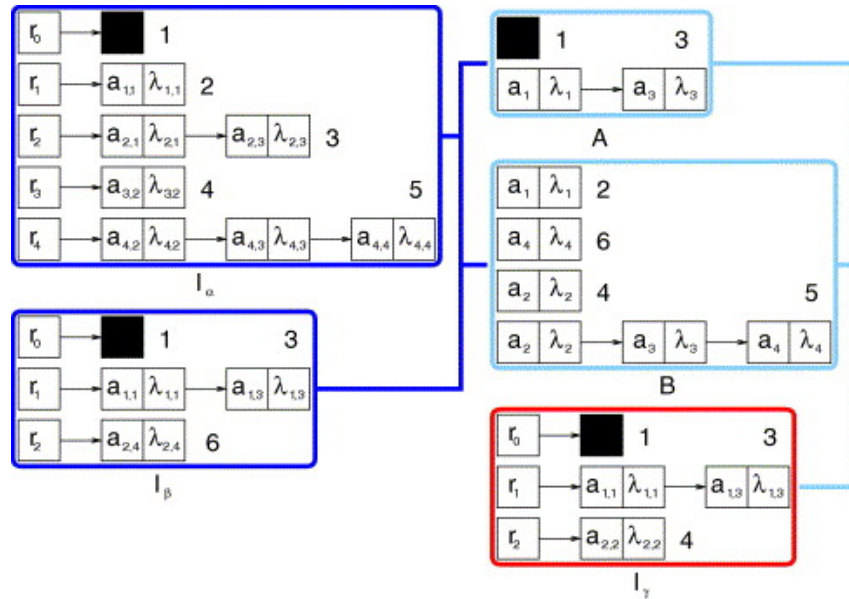 r₀ 1
r₁ a₁,₁ λ₁,₁ 2
r₂ a₂,₁ λ₂,₁ a₂,₃ λ₂,₃ 3
r₃ a₃,₂ λ₃,₂ 4 5
r₄ a₄,₂ λ₄,₂ a₄,₃ λ₄,₃ a₄,₄ λ₄,₄
I_α
r₀ 1 3
r₁ a₁,₁ λ₁,₁ a₁,₃ λ₁,₃
r₂ a₂,₄ λ₂,₄ 6
I_β
1 3
a₁ λ₁ a₃ λ₃
A
a₁ λ₁ 2
a₄ λ₄ 6
a₂ λ₂ 4 5
a₂ λ₂ a₃ λ₃ a₄ λ₄
B
r₀ 1 3
r₁ a₁,₁ λ₁,₁ a₁,₃ λ₁,₃
r₂ a₂,₂ λ₂,₂ 4
I_γ